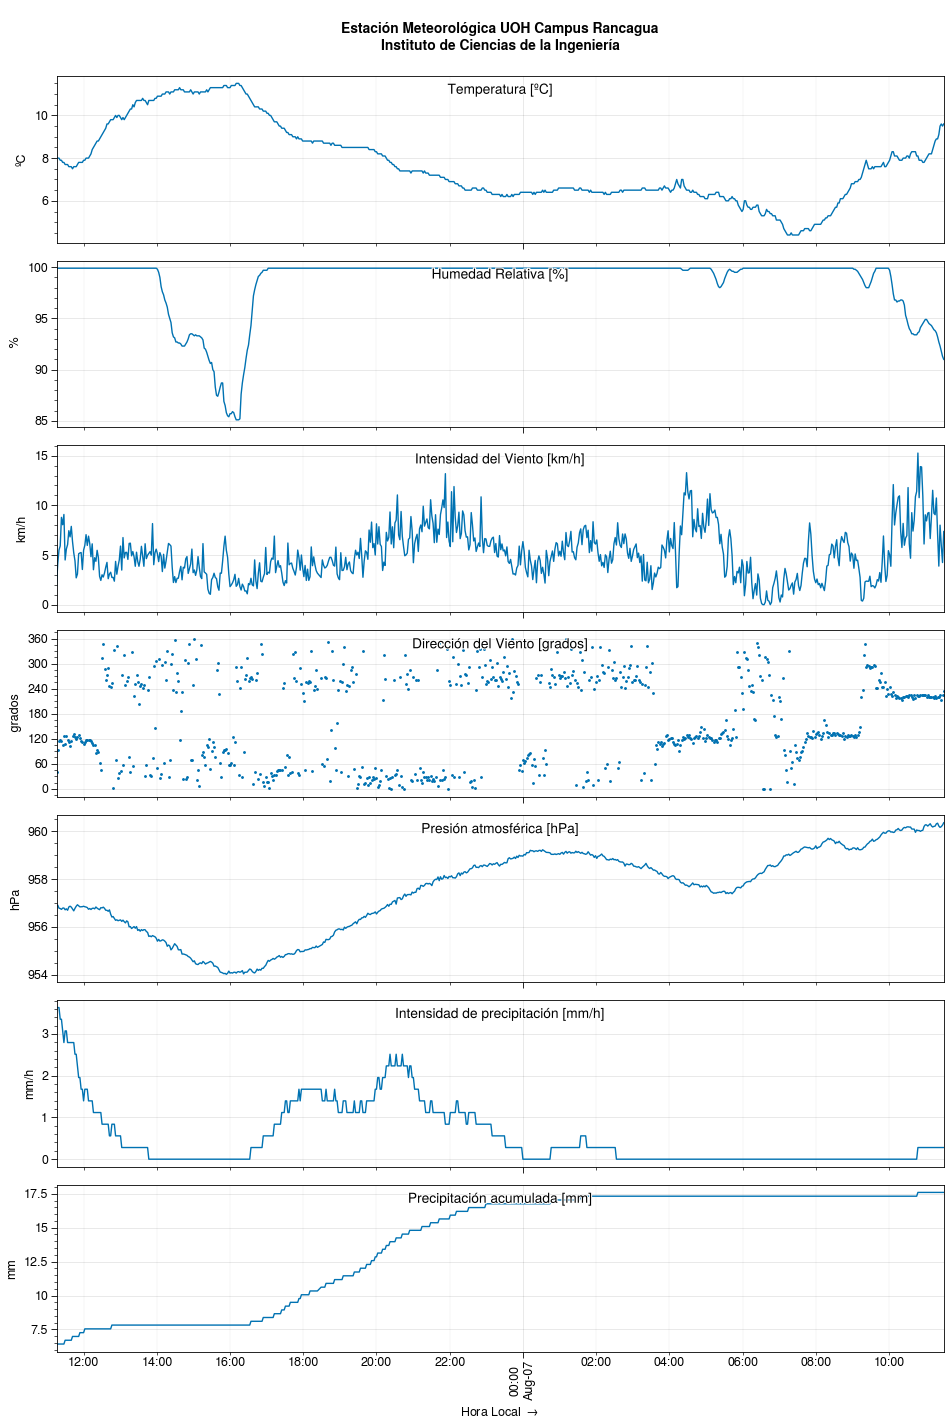 Estación Meteorológica UOH Campus Rancagua
Instituto de Ciencias de la Ingeniería
Temperatura [ºC]
ºC
10
8
6
Humedad Relativa [%]
%
100
95
90
85
Intensidad del Viento [km/h]
km/h
15
10
5
0
Dirección del Viento [grados]
grados
360
300
240
180
120
60
0
Presión atmosférica [hPa]
hPa
960
958
956
954
Intensidad de precipitación [mm/h]
mm/h
3
2
1
0
Precipitación acumulada [mm]
mm
17.5
15
12.5
10
7.5
12:00 14:00 16:00 18:00 20:00 22:00 00:00 02:00 04:00 06:00 08:00 10:00
Aug-07
Hora Local →